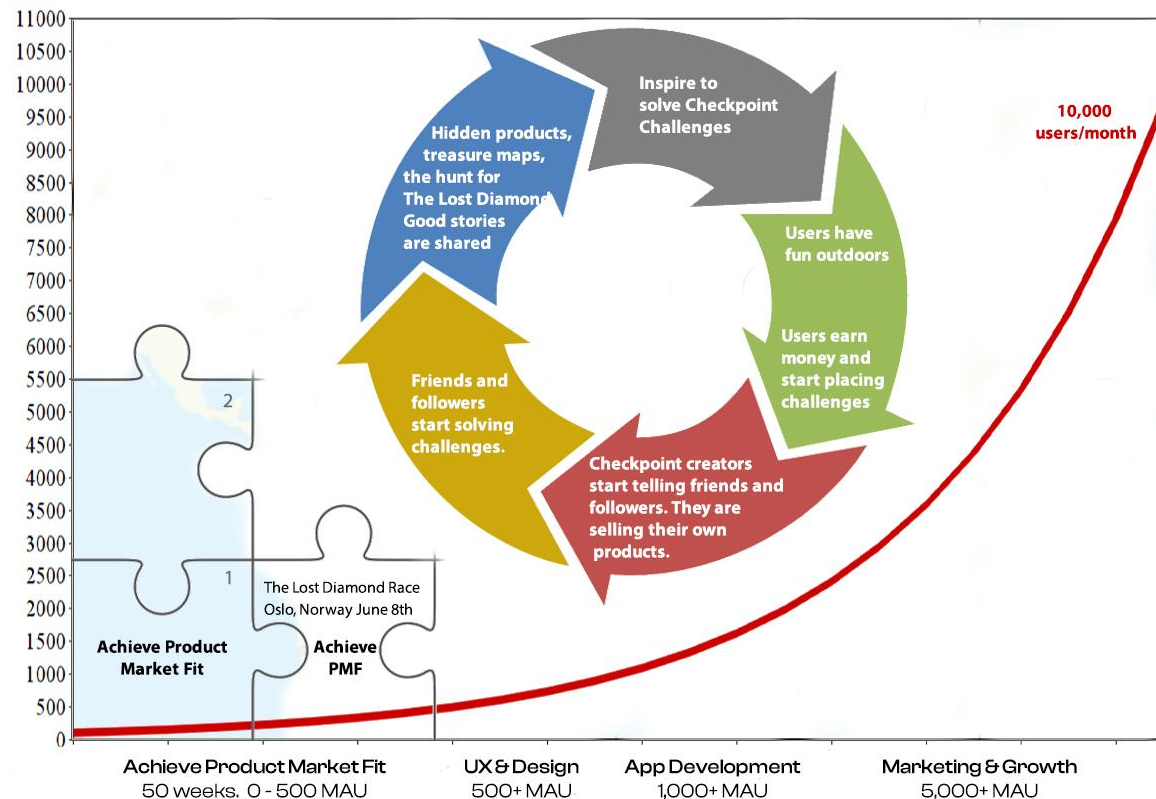 11000
10500
10000
9500
9000
8500
8000
7500
7000
6500
6000
5500
5000
4500
4000
3500
3000
2500
2000
1500
1000
500
0
Inspire to
solve Checkpoint
Challenges
10,000
users/month
Hidden products,
treasure maps,
the hunt for
The Lost Diamond
Good stories
are shared
Users have
fun outdoors
Users earn
money and
start placing
challenges
Friends and
followers
start solving
challenges.
Checkpoint creators
start telling friends and
followers. They are
selling their own
products.
2
1
The Lost Diamond Race
Oslo, Norway June 8th
Achieve Product
Market Fit
Achieve
PMF
Achieve Product Market Fit
50 weeks. 0 - 500 MAU
UX & Design
500+ MAU
App Development
1,000+ MAU
Marketing & Growth
5,000+ MAU